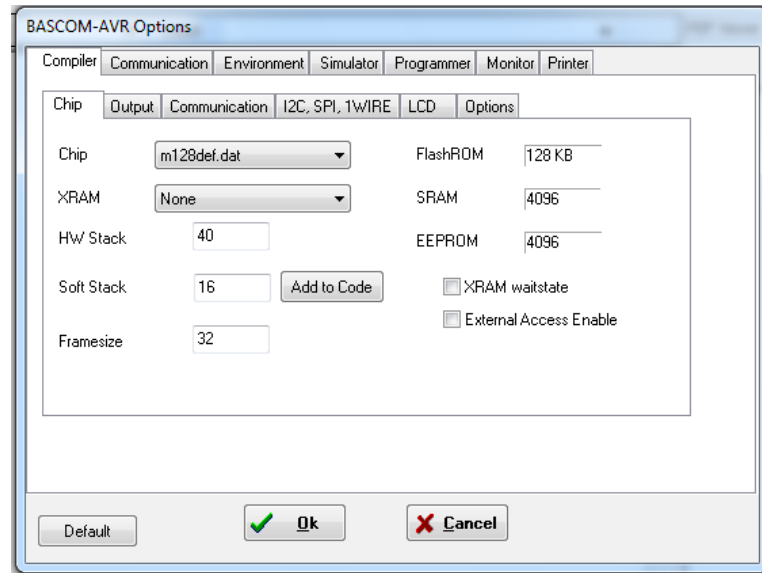 BASCOM-AVR Options
Compiler Communication Environment Simulator Programmer Monitor Printer
Chip Output Communication I2C, SPI, 1WIRE LCD Options
Chip m128def.dat FlashROM 128 KB
XRAM None SRAM 4096
HW Stack 40 EEPROM 4096
Soft Stack 16 Add to Code XRAM waitstate
External Access Enable
Framesize 32
Default Ok Cancel